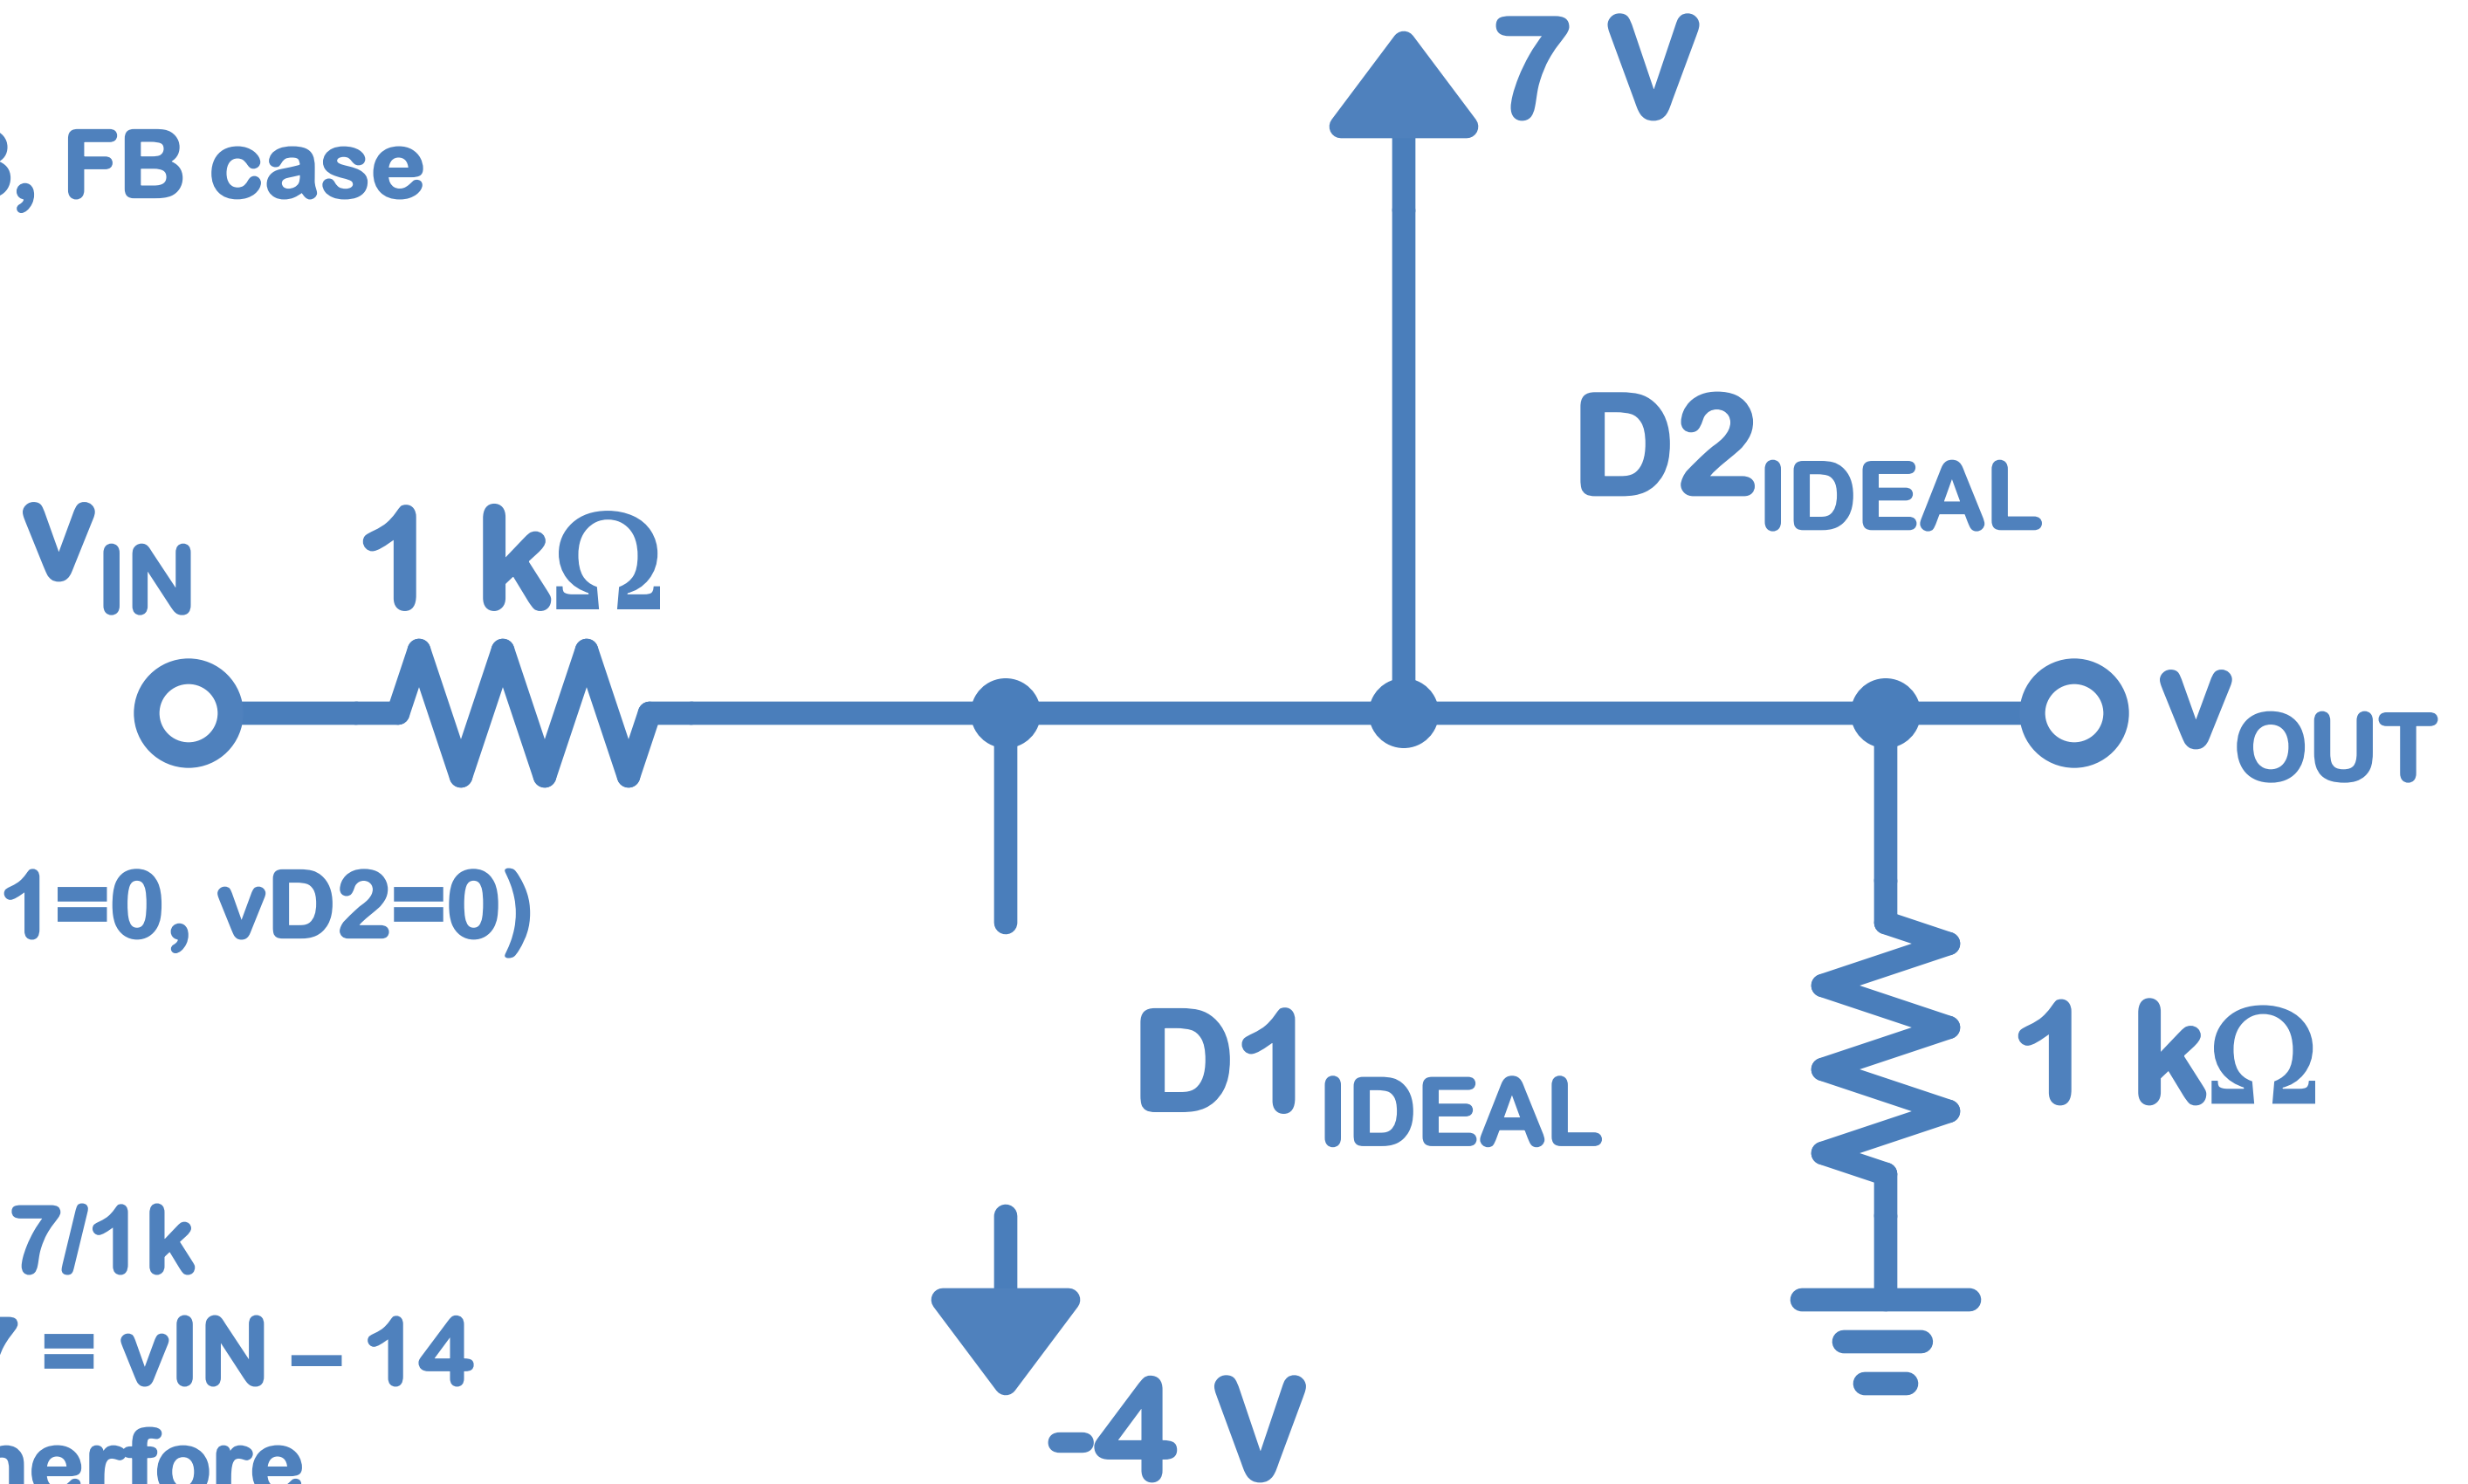 7 V
, FB case
D2IDEAL
VIN
1 kΩ
VOUT
1=0, vD2=0)
D1IDEAL
1 kΩ
7/1k
= vIN – 14
-4 V